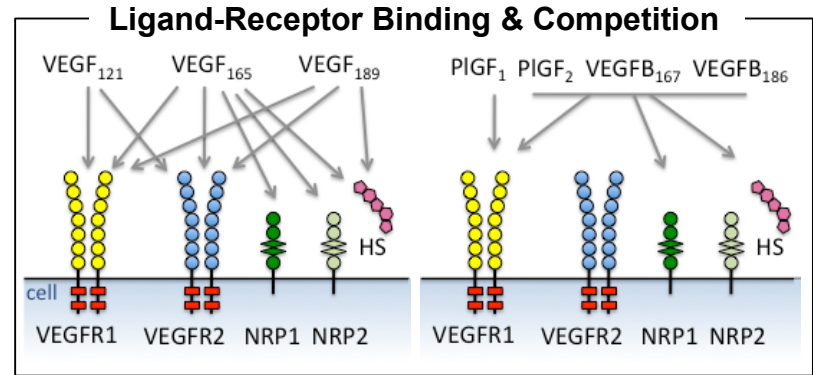 Ligand-Receptor Binding & Competition
VEGF₁₂₁ VEGF₁₆₅ VEGF₁₈₉
HS
cell
VEGFR1 VEGFR2 NRP1 NRP2
PlGF₁ PlGF₂ VEGFB₁₆₇ VEGFB₁₈₆
HS
VEGFR1 VEGFR2 NRP1 NRP2